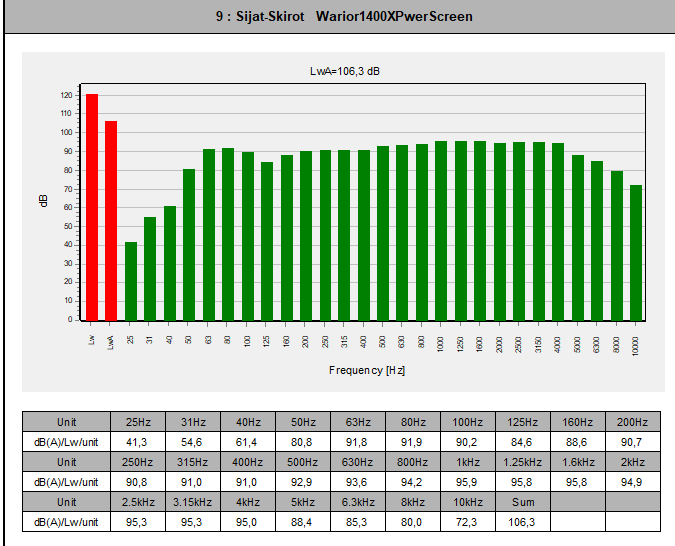 9 : Sijat-Skirot Warior1400XPwerScreen
LwA=106,3 dB
dB
120
110
100
90
80
70
60
50
40
30
20
10
0
Lw LwA 25 31 40 50 63 80 100 125 160 200 250 315 400 500 630 800 1000 1250 1600 2000 2500 3150 4000 5000 6300 8000 10000
Frequency [Hz]
Unit 25Hz 31Hz 40Hz 50Hz 63Hz 80Hz 100Hz 125Hz 160Hz 200Hz
dB(A)/Lw/unit 41,3 54,6 61,4 80,8 91,8 91,9 90,2 84,6 88,6 90,7
Unit 250Hz 315Hz 400Hz 500Hz 630Hz 800Hz 1kHz 1.25kHz 1.6kHz 2kHz
dB(A)/Lw/unit 90,8 91,0 91,0 92,9 93,6 94,2 95,9 95,8 95,8 94,9
Unit 2.5kHz 3.15kHz 4kHz 5kHz 6.3kHz 8kHz 10kHz Sum
dB(A)/Lw/unit 95,3 95,3 95,0 88,4 85,3 80,0 72,3 106,3